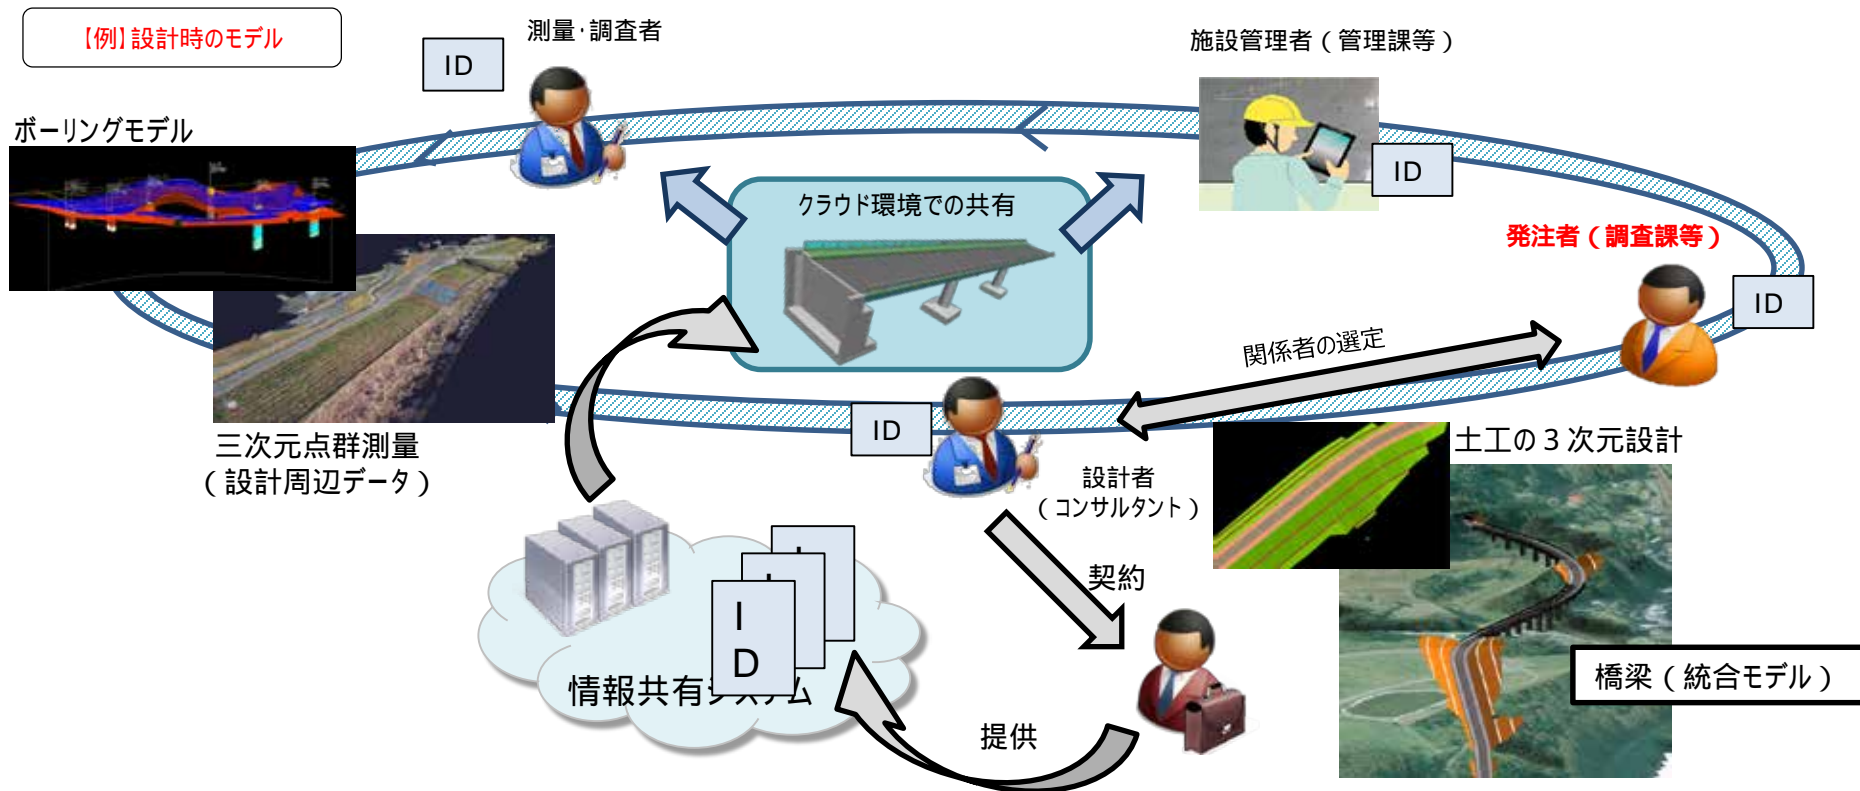 【例】設計時のモデル
測量・調査者
ID
施設管理者（管理課等）
ID
ボーリングモデル
クラウド環境での共有
発注者（調査課等）
ID
関係者の選定
ID
三次元点群測量
（設計周辺データ）
設計者
（コンサルタント）
土工の３次元設計
契約
I
D
情報共有システム
橋梁（統合モデル）
提供